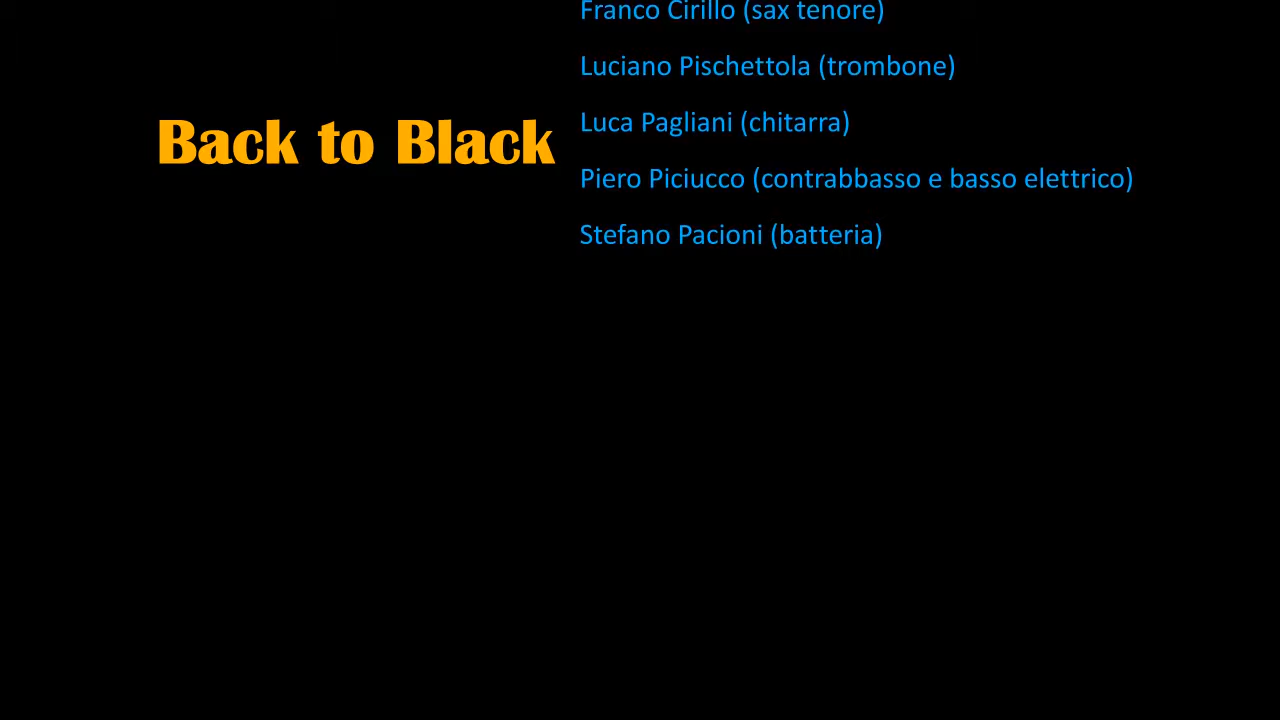 Franco Cirillo (sax tenore)
Luciano Pischettola (trombone)
Luca Pagliani (chitarra)
Back to Black
Piero Piciucco (contrabbasso e basso elettrico)
Stefano Pacioni (batteria)